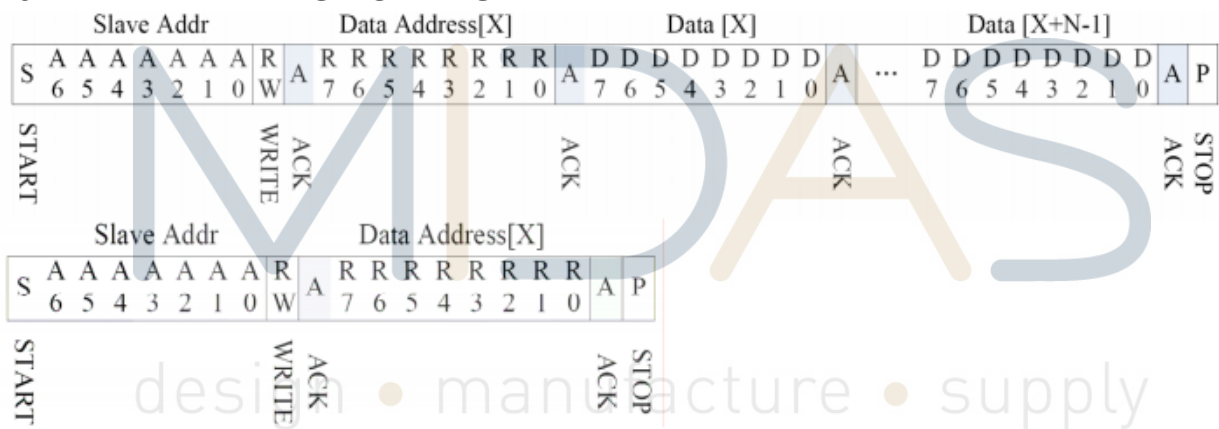 Slave Addr Data Address[X] Data [X] Data [X+N-1]
S A A A A A A A R A R R R R R R R R A D D D D D D D D A ... D D D D D D D D A P
6 5 4 3 2 1 0 W 7 6 5 4 3 2 1 0 7 6 5 4 3 2 1 0 7 6 5 4 3 2 1 0
START WRITE ACK ACK ACK ACK STOP
MIDAS
Slave Addr Data Address[X]
S A A A A A A A R A R R R R R R R R A P
6 5 4 3 2 1 0 W 7 6 5 4 3 2 1 0
START WRITE ACK ACK STOP
design • manufacture • supply